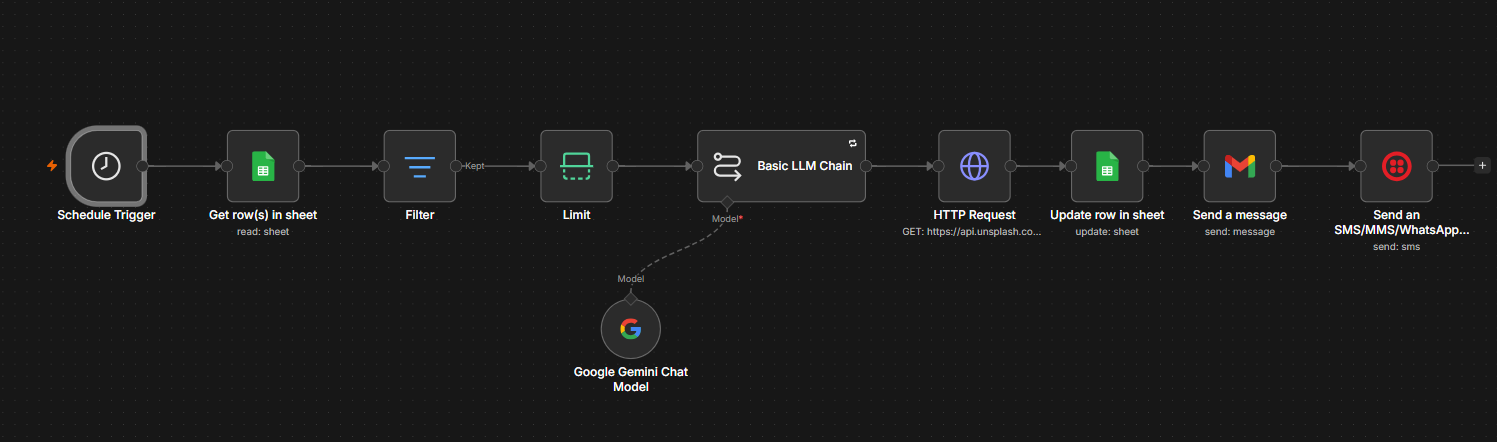 Kept
Basic LLM Chain
Schedule Trigger
Get row(s) in sheet
read: sheet
Filter
Limit
Model*
HTTP Request
GET: https://api.unsplash.co...
Update row in sheet
update: sheet
Send a message
send: message
Send an
SMS/MMS/WhatsApp...
send: sms
Model
Google Gemini Chat
Model